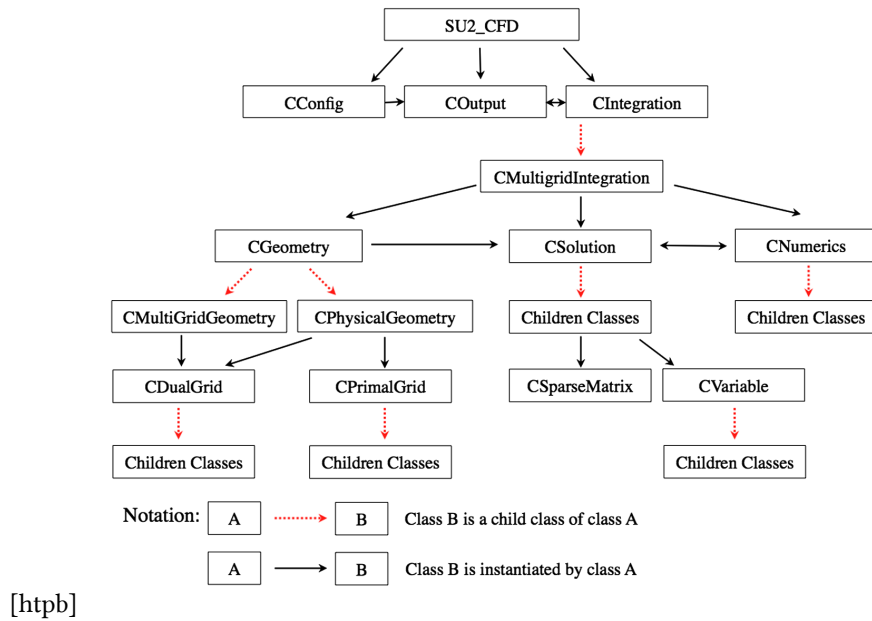 SU2_CFD
CConfig COutput CIntegration
CMultigridIntegration
CGeometry CSolution CNumerics
CMultiGridGeometry CPhysicalGeometry Children Classes Children Classes
CDualGrid CPrimalGrid CSparseMatrix CVariable
Children Classes Children Classes Children Classes
Notation: A B Class B is a child class of class A
A B Class B is instantiated by class A
[htpb]